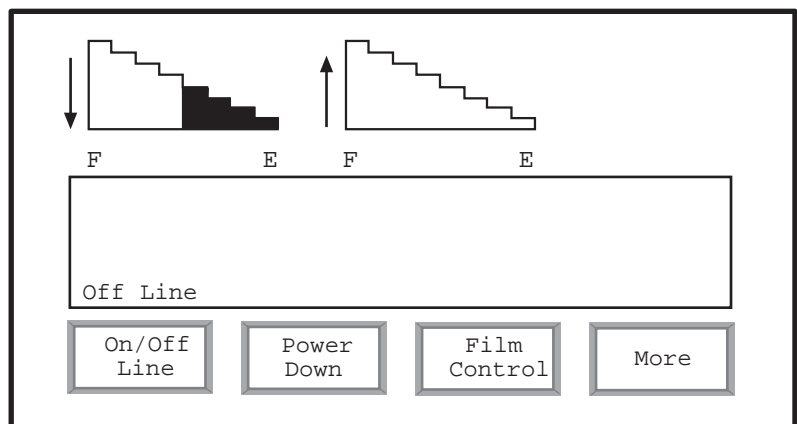 F E F E
Off Line
On/Off
Line
Power
Down
Film
Control
More